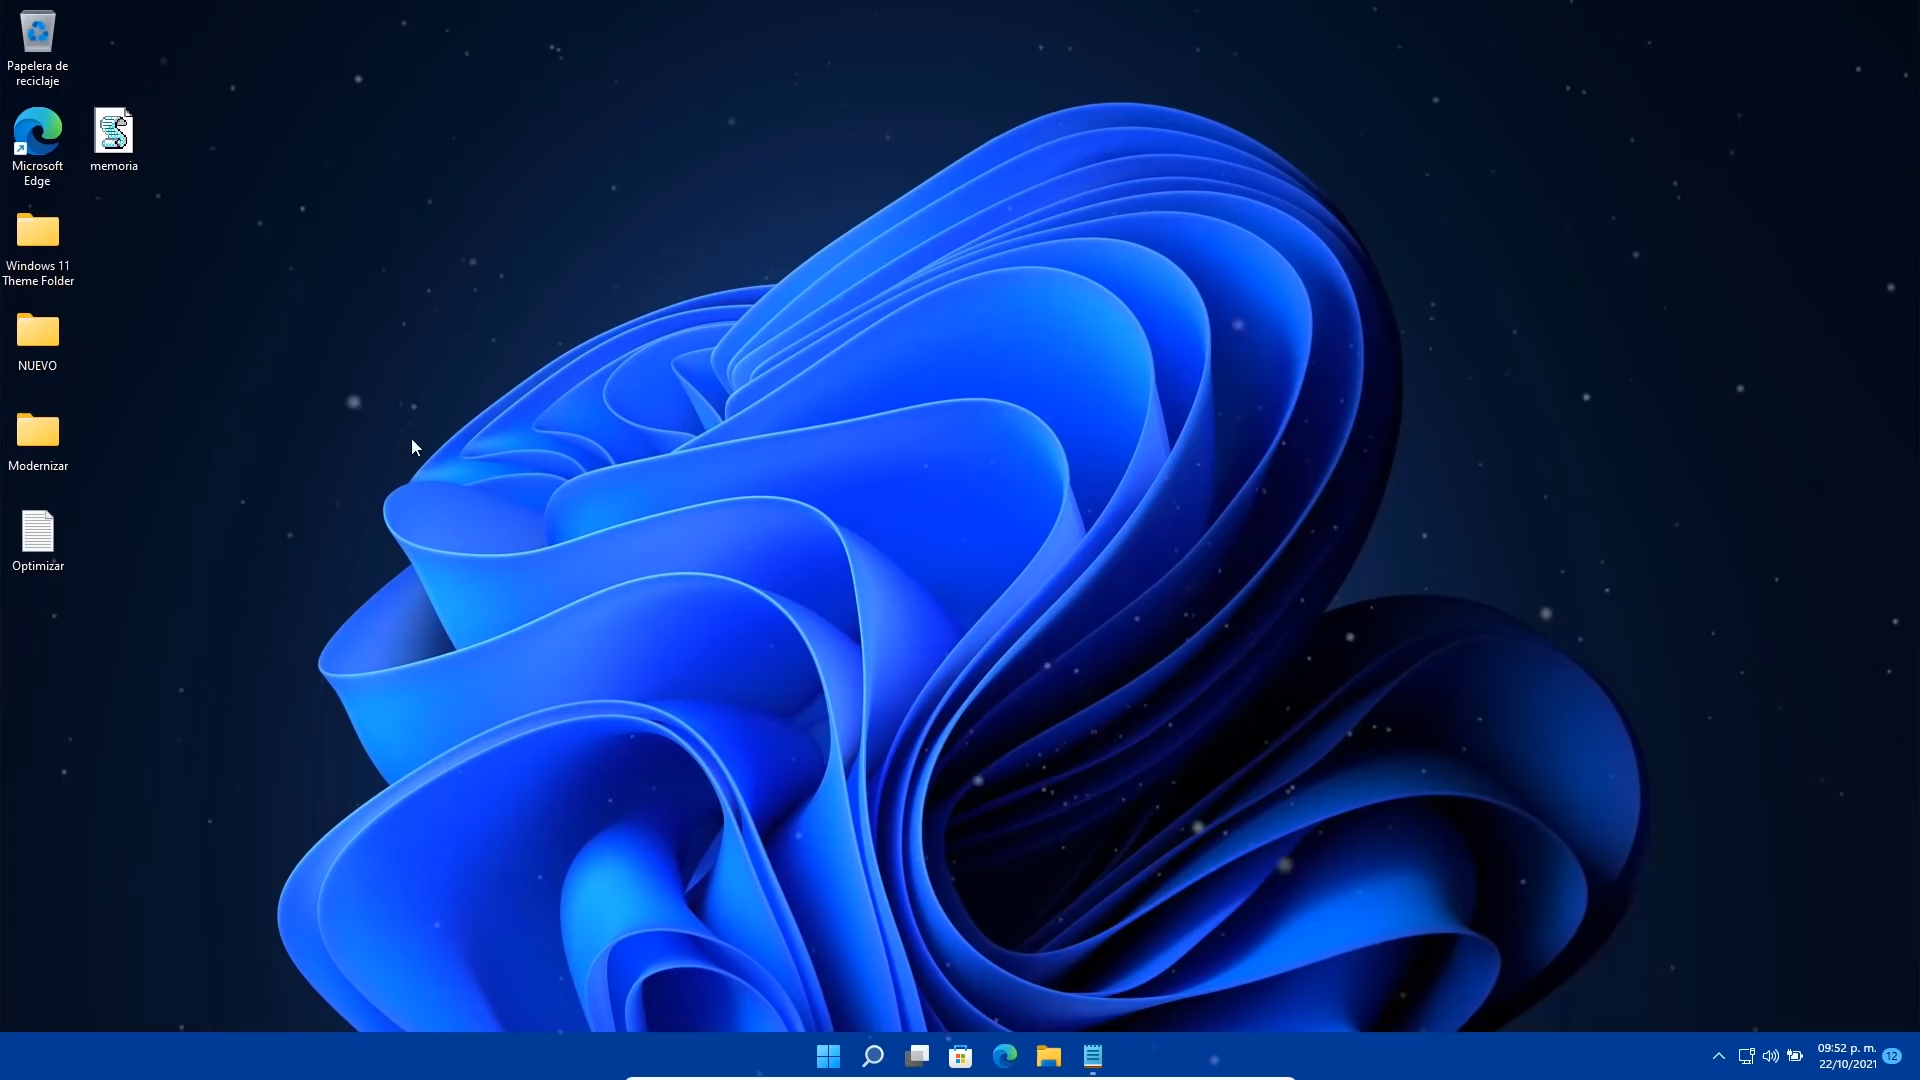 Papelera de
reciclaje
Microsoft
Edge
memoria
Windows 11
Theme Folder
NUEVO
Modernizar
Optimizar
09:52 p. m.
22/10/2021
12